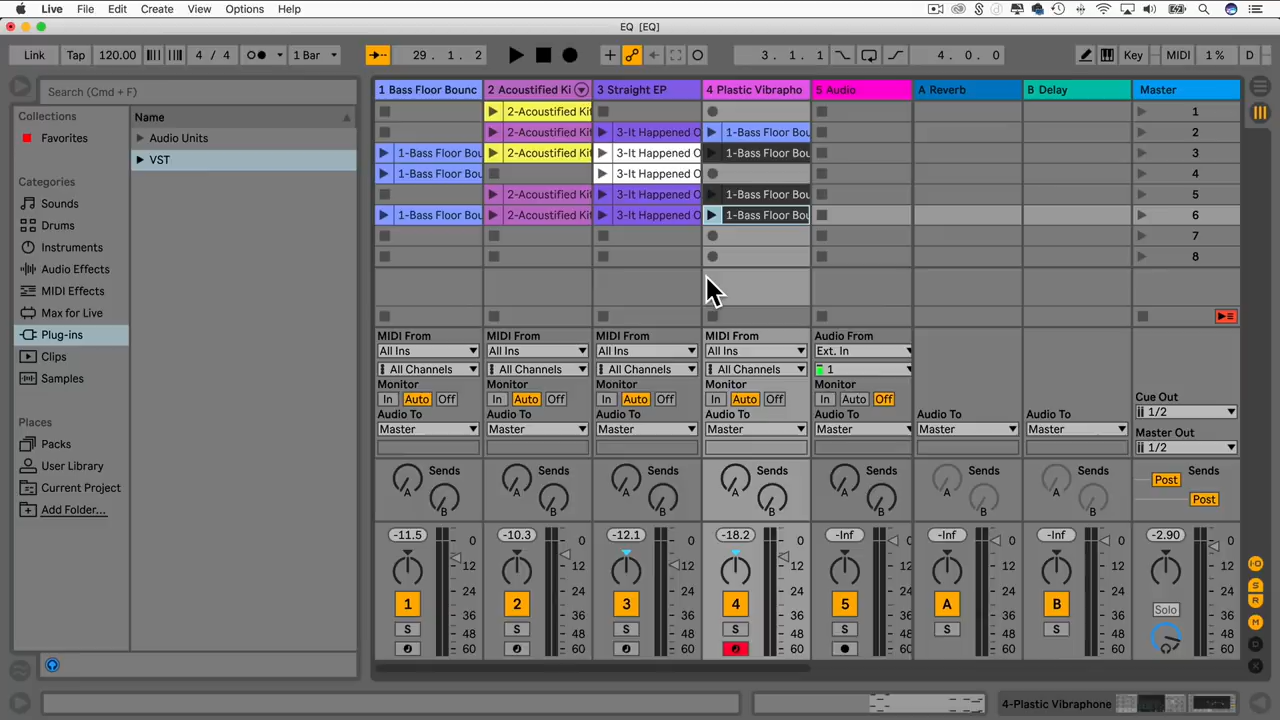 Live File Edit Create View Options Help
EQ [EQ]
Link Tap 120.00 4 / 4 1 Bar 29 . 1 . 2 3 . 1 . 1 4 . 0 . 0 Key MIDI 1 % D
Search (Cmd + F)
Collections
Favorites
Categories
Sounds
Drums
Instruments
Audio Effects
MIDI Effects
Max for Live
Plug-ins
Clips
Samples
Places
Packs
User Library
Current Project
Add Folder...
Name
Audio Units
VST
1 Bass Floor Bounc 2 Acoustified Ki 3 Straight EP 4 Plastic Vibrapho 5 Audio A Reverb B Delay Master
2-Acoustified Kit 1
2-Acoustified Kit 3-It Happened O 1-Bass Floor Bou 2
1-Bass Floor Bou 2-Acoustified Kit 3-It Happened O 1-Bass Floor Bou 3
1-Bass Floor Bou 3-It Happened O 4
2-Acoustified Kit 3-It Happened O 1-Bass Floor Bou 5
1-Bass Floor Bou 2-Acoustified Kit 3-It Happened O 1-Bass Floor Bou 6
7
8
MIDI From MIDI From MIDI From MIDI From Audio From
All Ins All Ins All Ins All Ins Ext. In
All Channels All Channels All Channels All Channels 1
Monitor Monitor Monitor Monitor Monitor
In Auto Off In Auto Off In Auto Off In Auto Off In Auto Off
Cue Out
1/2
Audio To Audio To Audio To Audio To Audio To Audio To Audio To
Master Master Master Master Master Master Master
Master Out
1/2
Sends Sends Sends Sends Sends Sends Sends Sends
A B A B A B A B A B A B A B Post Post
-11.5 -10.3 -12.1 -18.2 -Inf -Inf -Inf -2.90
0 0 0 0 0 0 0 0
12 12 12 12 12 12 12 12
24 24 24 24 24 24 24 24
1 2 3 4 5 A B Solo
36 36 36 36 36 36 36 36
S S S S S S S
48 48 48 48 48 48 48 48
60 60 60 60 60 60 60 60
4-Plastic Vibraphone